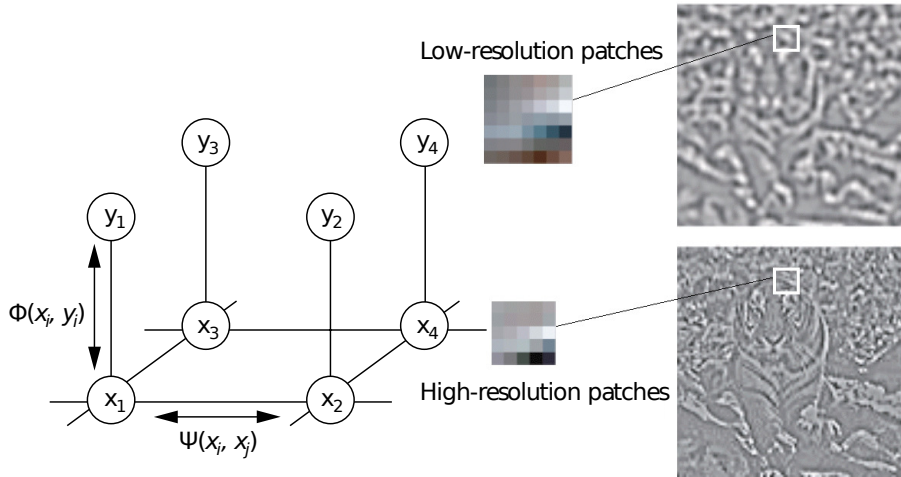 Low-resolution patches
y₃
y₄
y₁
y₂
Φ(xᵢ, yᵢ)
x₃
x₄
x₁
x₂
High-resolution patches
Ψ(xᵢ, xⱼ)